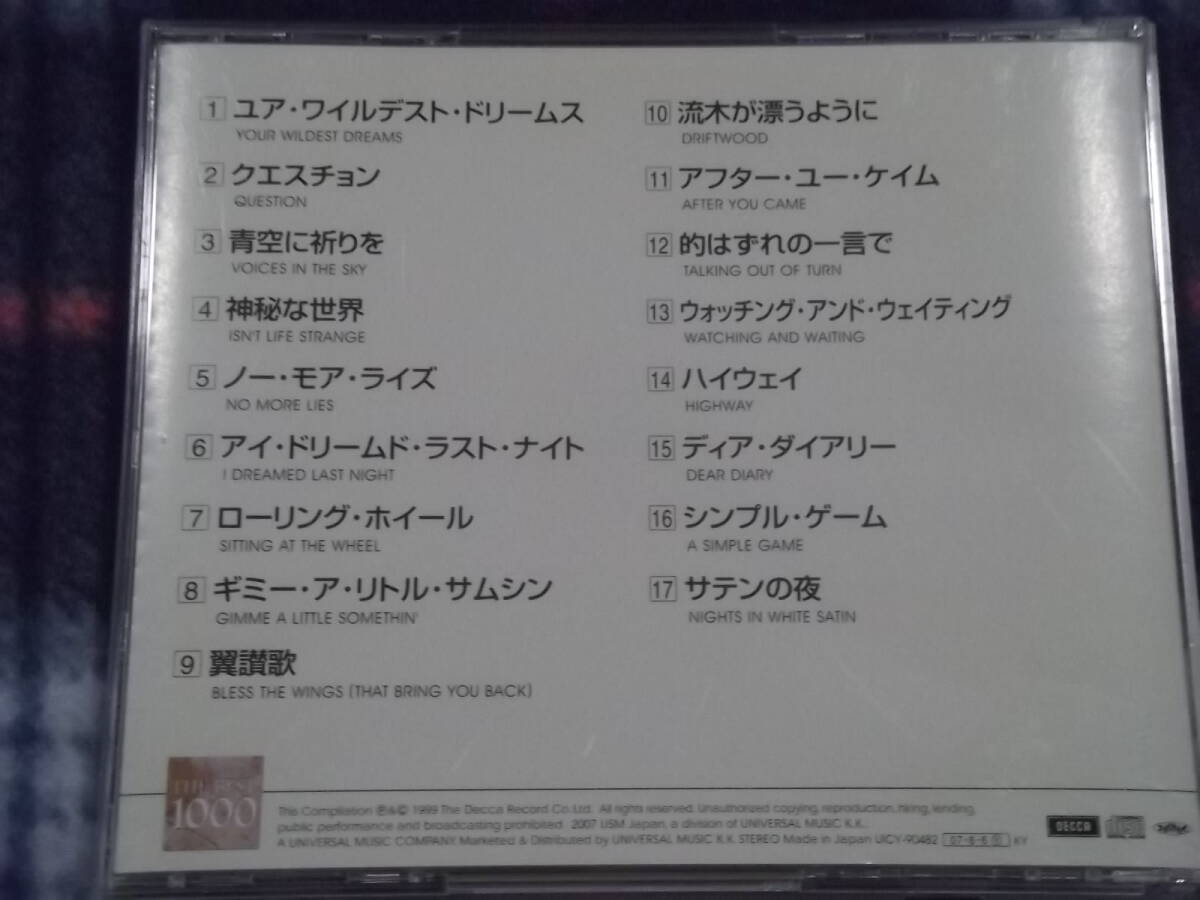 1 ユア・ワイルデスト・ドリームス
YOUR WILDEST DREAMS
2 クエスチョン
QUESTION
3 青空に祈りを
VOICES IN THE SKY
4 神秘な世界
ISN'T LIFE STRANGE
5 ノー・モア・ライズ
NO MORE LIES
6 アイ・ドリームド・ラスト・ナイト
I DREAMED LAST NIGHT
7 ローリング・ホイール
SITTING AT THE WHEEL
8 ギミー・ア・リトル・サムシン
GIMME A LITTLE SOMETHIN'
9 翼讃歌
BLESS THE WINGS (THAT BRING YOU BACK)
10 流木が漂うように
DRIFTWOOD
11 アフター・ユー・ケイム
AFTER YOU CAME
12 的はずれの一言で
TALKING OUT OF TURN
13 ウォッチング・アンド・ウェイティング
WATCHING AND WAITING
14 ハイウェイ
HIGHWAY
15 ディア・ダイアリー
DEAR DIARY
16 シンプル・ゲーム
A SIMPLE GAME
17 サテンの夜
NIGHTS IN WHITE SATIN
THE BEST
1000
This Compilation ℗&© 1999 The Decca Record Co. Ltd. All rights reserved. Unauthorized copying, reproduction, hiring, lending,
public performance and broadcasting prohibited. 2007 USM Japan, a division of UNIVERSAL MUSIC K.K.,
A UNIVERSAL MUSIC COMPANY. Marketed & Distributed by UNIVERSAL MUSIC K.K. STEREO Made in Japan UICY-90482 07・6・6 KY
DECCA